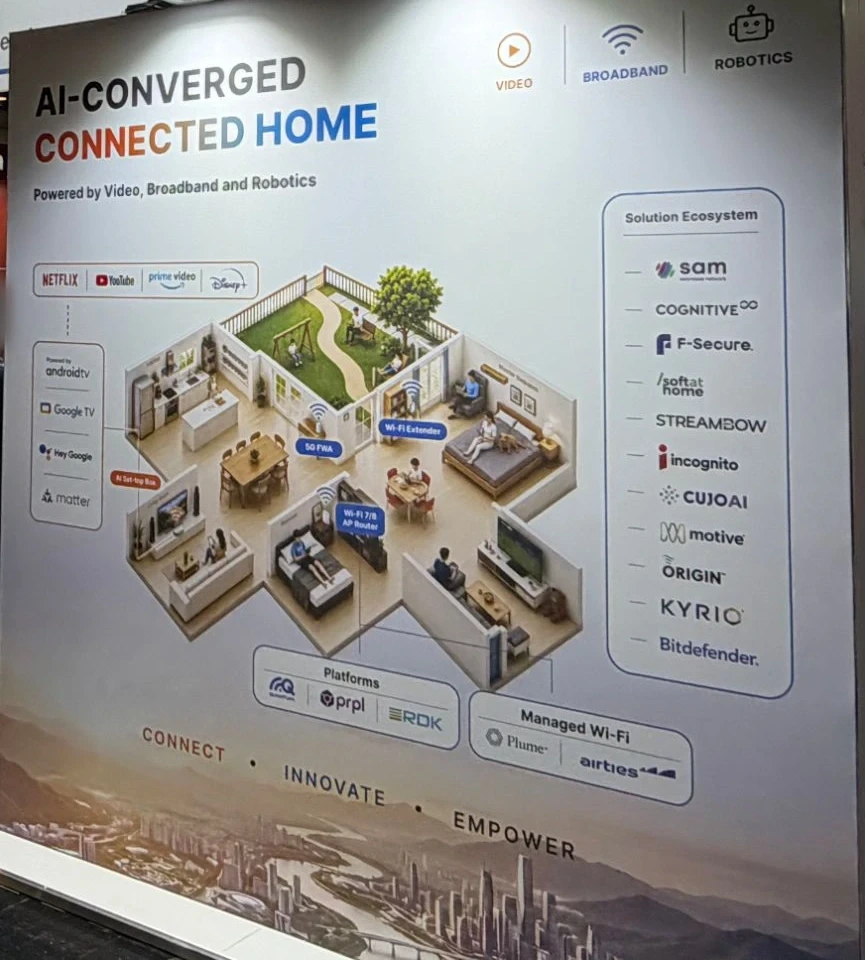 AI-CONVERGED
CONNECTED HOME
Powered by Video, Broadband and Robotics
VIDEO
BROADBAND
ROBOTICS
NETFLIX
YouTube
prime video
Disney+
Powered by
androidtv
Google TV
Hey Google
matter
AI Set-top Box
5G FWA
Wi-Fi Extender
Wi-Fi 7/8
AP Router
Solution Ecosystem
sam
COGNITIVE
F-Secure.
/soft at
home
STREAMBOW
incognito
CUJOAI
motive
ORIGIN
KYRIO
Bitdefender.
Platforms
prpl
RDK
Managed Wi-Fi
Plume
airties
CONNECT • INNOVATE • EMPOWER